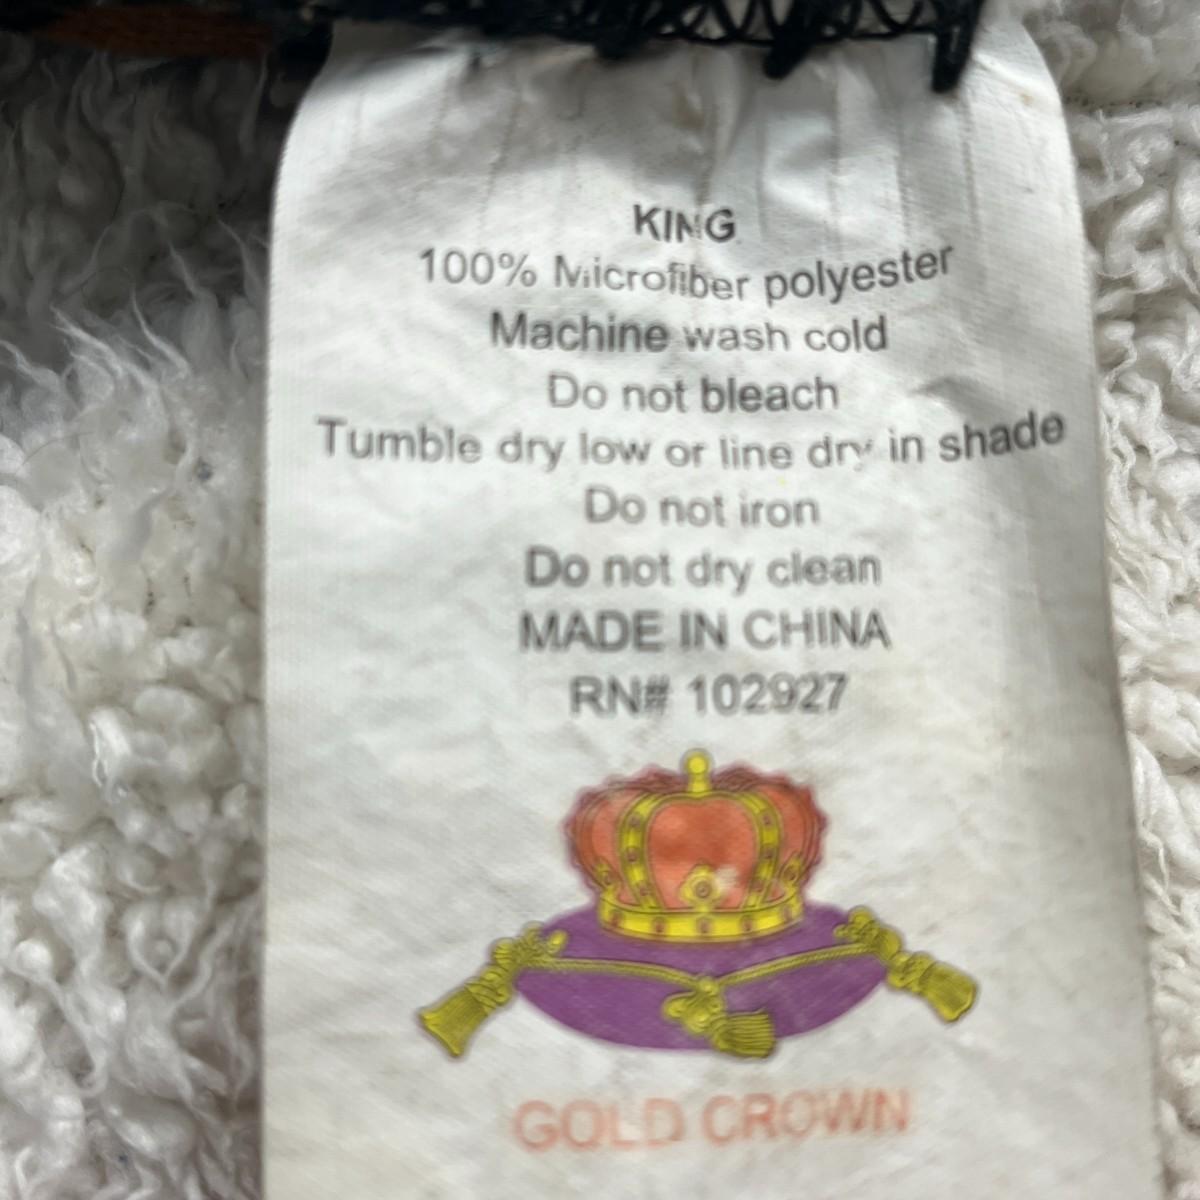 KING
100% Microfiber polyester
Machine wash cold
Do not bleach
Tumble dry low or line dry in shade
Do not iron
Do not dry clean
MADE IN CHINA
RN# 102927
GOLD CROWN